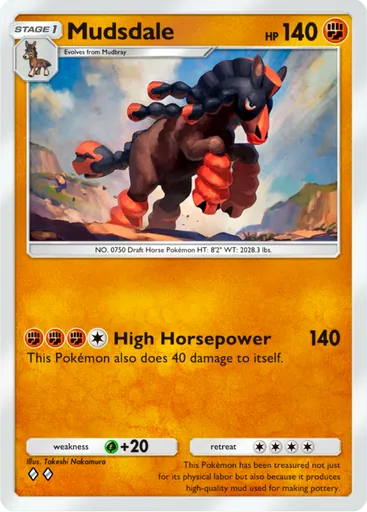 STAGE 1
Mudsdale
HP 140
Evolves from Mudbray
NO. 0750 Draft Horse Pokémon HT: 8'2" WT: 2028.3 lbs.
High Horsepower 140
This Pokémon also does 40 damage to itself.
weakness +20 retreat
Illus. Takeshi Nakamura
This Pokémon has been treasured not just
for its physical labor but also because it produces
high-quality mud used for making pottery.